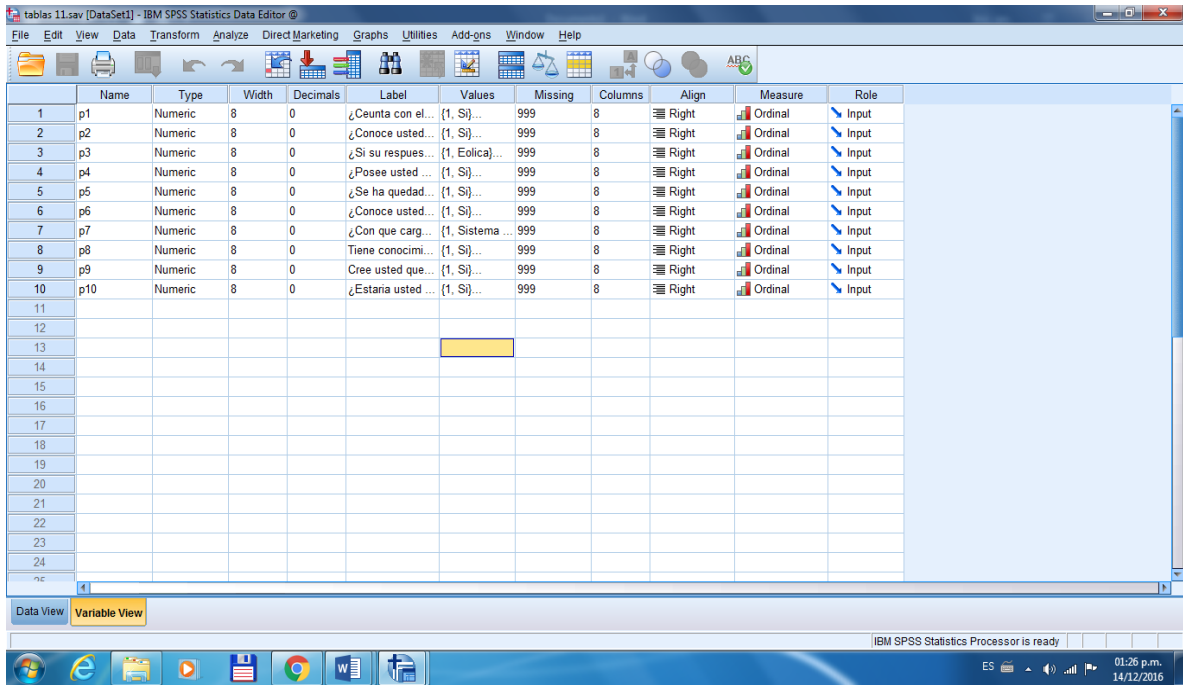 tablas 11.sav [DataSet1] - IBM SPSS Statistics Data Editor @
File Edit View Data Transform Analyze Direct Marketing Graphs Utilities Add-ons Window Help
Name Type Width Decimals Label Values Missing Columns Align Measure Role
1 p1 Numeric 8 0 ¿Ceunta con el... {1, Si}... 999 8 Right Ordinal Input
2 p2 Numeric 8 0 ¿Conoce usted... {1, Si}... 999 8 Right Ordinal Input
3 p3 Numeric 8 0 ¿Si su respues... {1, Eolica}... 999 8 Right Ordinal Input
4 p4 Numeric 8 0 ¿Posee usted ... {1, Si}... 999 8 Right Ordinal Input
5 p5 Numeric 8 0 ¿Se ha quedad... {1, Si}... 999 8 Right Ordinal Input
6 p6 Numeric 8 0 ¿Conoce usted... {1, Si}... 999 8 Right Ordinal Input
7 p7 Numeric 8 0 ¿Con que carg... {1, Sistema ... 999 8 Right Ordinal Input
8 p8 Numeric 8 0 Tiene conocimi... {1, Si}... 999 8 Right Ordinal Input
9 p9 Numeric 8 0 Cree usted que... {1, Si}... 999 8 Right Ordinal Input
10 p10 Numeric 8 0 ¿Estaria usted ... {1, Si}... 999 8 Right Ordinal Input
11
12
13
14
15
16
17
18
19
20
21
22
23
24
Data View Variable View
IBM SPSS Statistics Processor is ready
ES 01:26 p.m.
14/12/2016